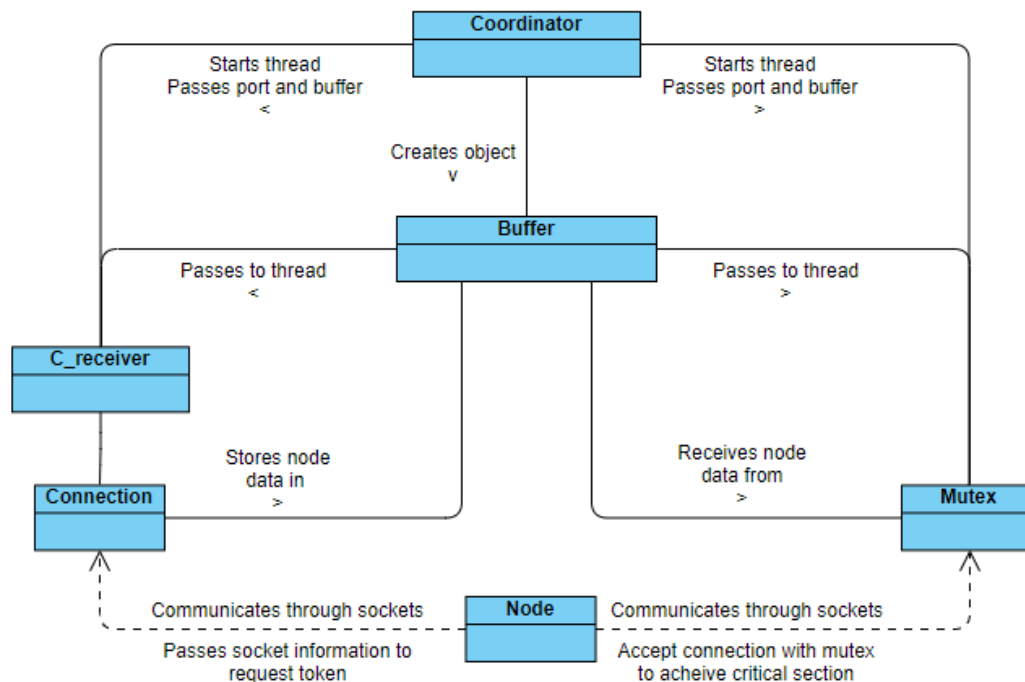 Coordinator
Starts thread
Passes port and buffer
<
Starts thread
Passes port and buffer
>
Creates object
v
Buffer
Passes to thread
<
Passes to thread
>
C_receiver
Stores node
data in
>
Receives node
data from
>
Connection
Mutex
Communicates through sockets
Node
Communicates through sockets
Passes socket information to
request token
Accept connection with mutex
to acheive critical section